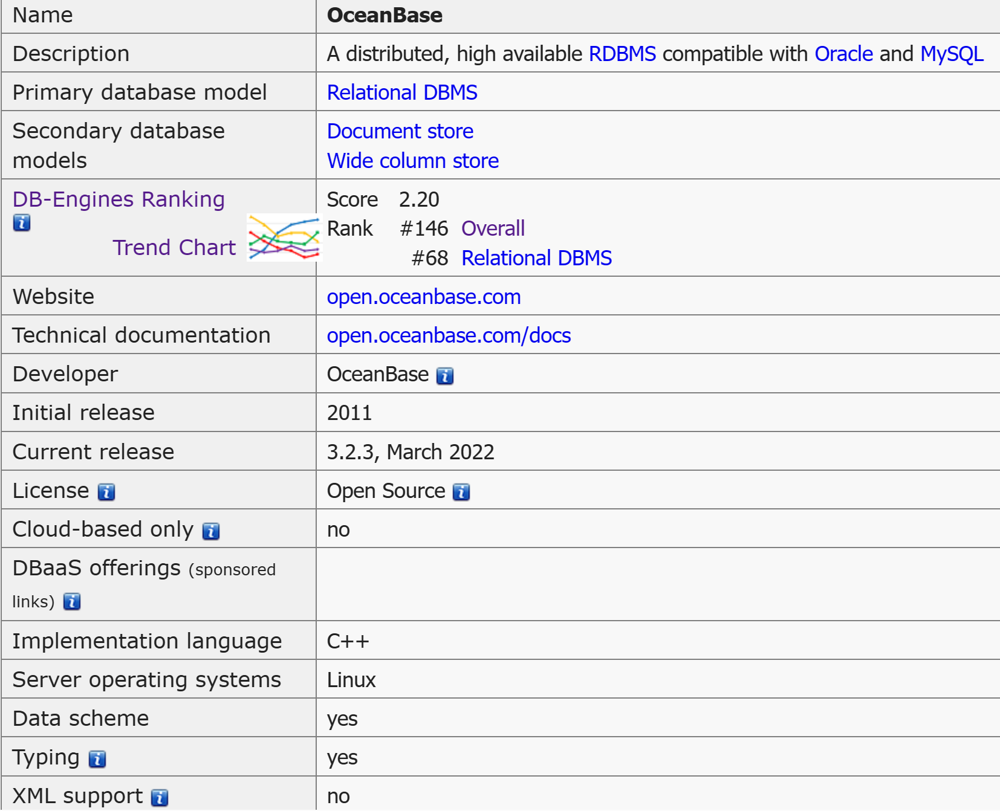 Name OceanBase
Description A distributed, high available RDBMS compatible with Oracle and MySQL
Primary database model Relational DBMS
Secondary database models Document store
Wide column store
DB-Engines Ranking
Trend Chart
Score 2.20
Rank #146 Overall
#68 Relational DBMS
Website open.oceanbase.com
Technical documentation open.oceanbase.com/docs
Developer OceanBase
Initial release 2011
Current release 3.2.3, March 2022
License Open Source
Cloud-based only no
DBaaS offerings (sponsored
links)
Implementation language C++
Server operating systems Linux
Data scheme yes
Typing yes
XML support no